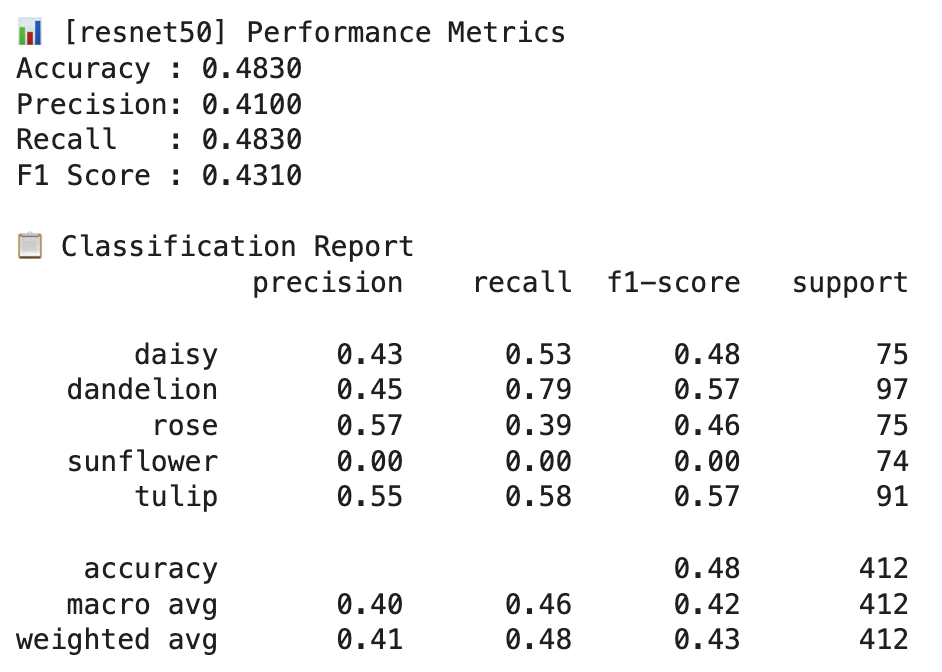 📊 [resnet50] Performance Metrics
Accuracy : 0.4830
Precision: 0.4100
Recall   : 0.4830
F1 Score : 0.4310
📋 Classification Report
              precision    recall  f1-score   support
       daisy       0.43      0.53      0.48        75
   dandelion       0.45      0.79      0.57        97
        rose       0.57      0.39      0.46        75
   sunflower       0.00      0.00      0.00        74
       tulip       0.55      0.58      0.57        91
    accuracy                           0.48       412
   macro avg       0.40      0.46      0.42       412
weighted avg       0.41      0.48      0.43       412